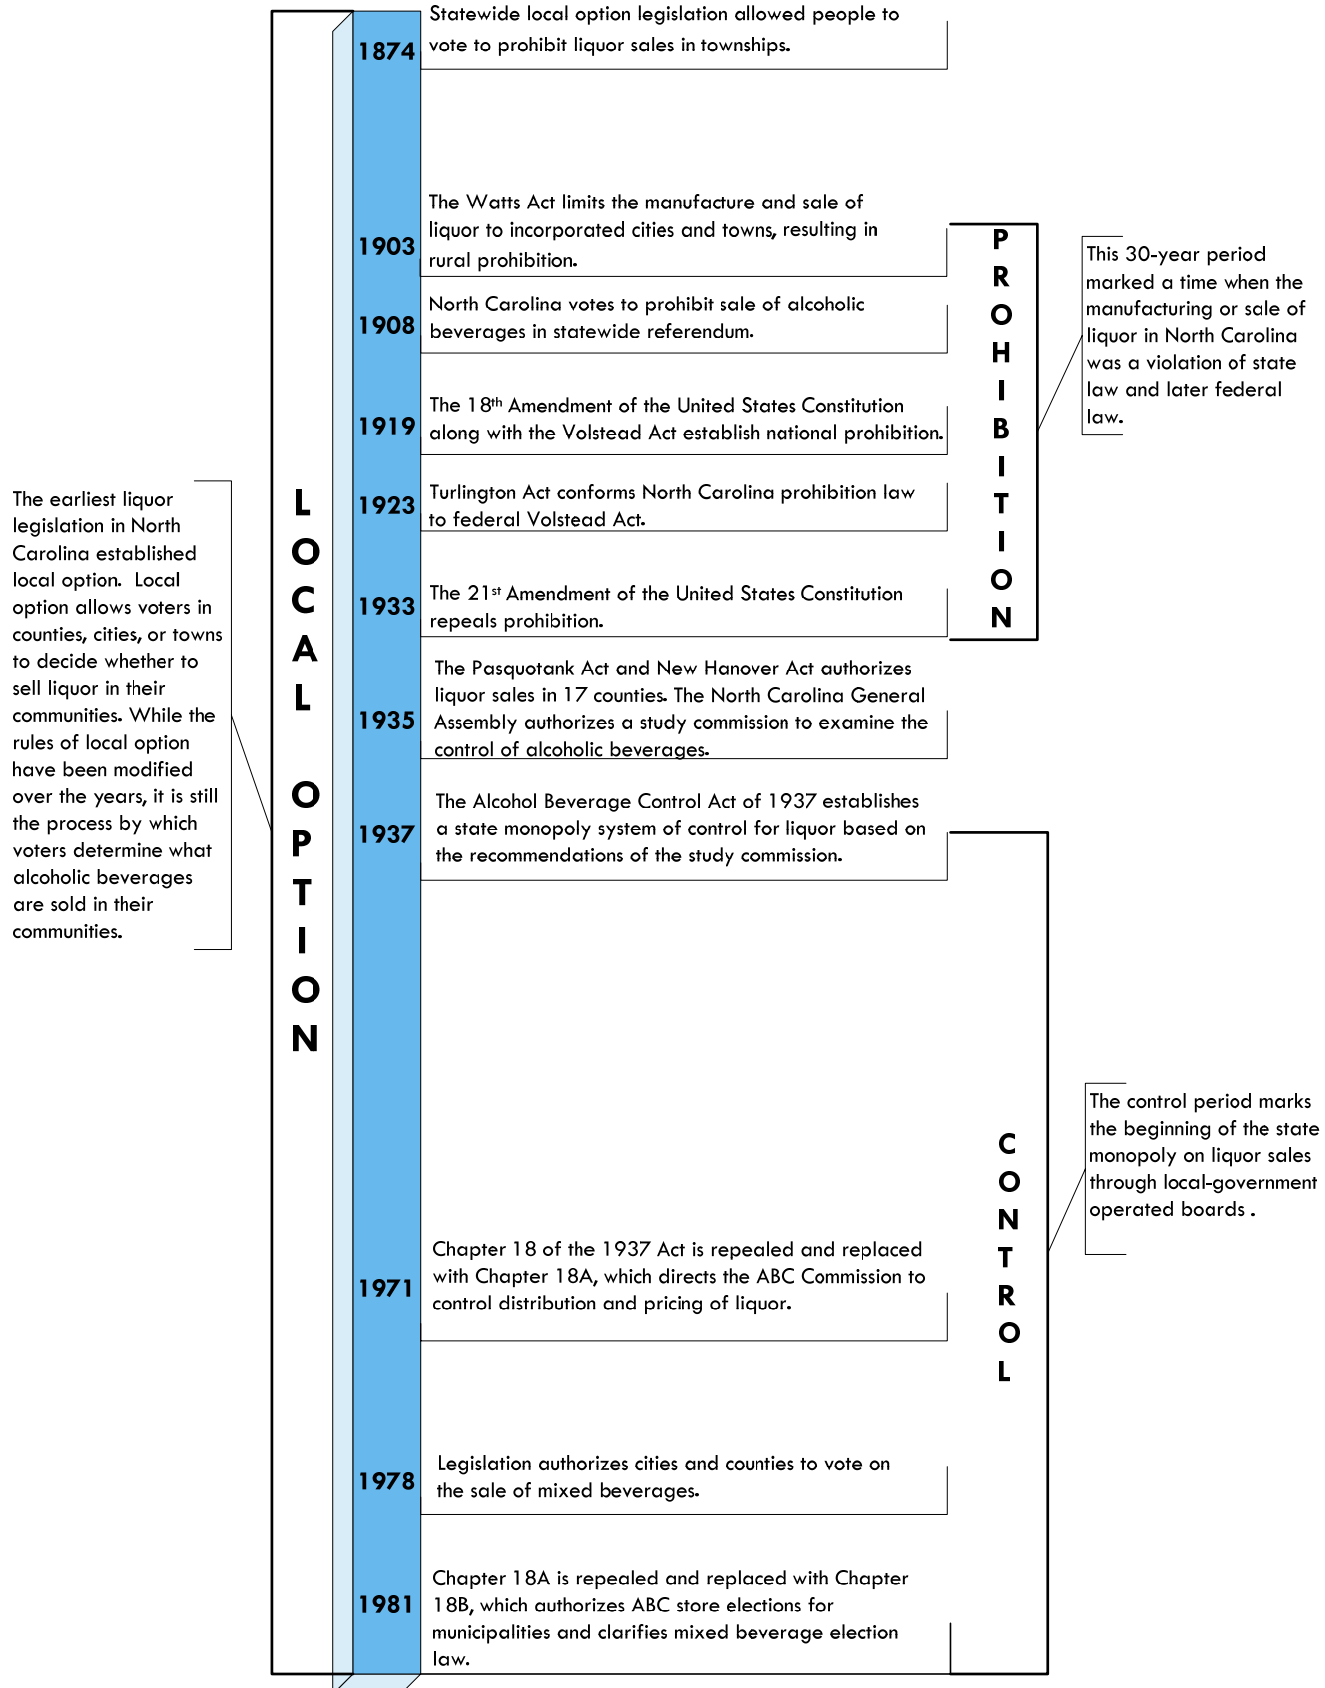 Statewide local option legislation allowed people to
vote to prohibit liquor sales in townships.
1874
The Watts Act limits the manufacture and sale of
liquor to incorporated cities and towns, resulting in
rural prohibition.
1903
North Carolina votes to prohibit sale of alcoholic
beverages in statewide referendum.
1908
The 18th Amendment of the United States Constitution
along with the Volstead Act establish national prohibition.
1919
Turlington Act conforms North Carolina prohibition law
to federal Volstead Act.
1923
The 21st Amendment of the United States Constitution
repeals prohibition.
1933
The Pasquotank Act and New Hanover Act authorizes
liquor sales in 17 counties. The North Carolina General
Assembly authorizes a study commission to examine the
control of alcoholic beverages.
1935
The Alcohol Beverage Control Act of 1937 establishes
a state monopoly system of control for liquor based on
the recommendations of the study commission.
1937
Chapter 18 of the 1937 Act is repealed and replaced
with Chapter 18A, which directs the ABC Commission to
control distribution and pricing of liquor.
1971
Legislation authorizes cities and counties to vote on
the sale of mixed beverages.
1978
Chapter 18A is repealed and replaced with Chapter
18B, which authorizes ABC store elections for
municipalities and clarifies mixed beverage election
law.
1981
LOCAL OPTION
The earliest liquor
legislation in North
Carolina established
local option.  Local
option allows voters in
counties, cities, or towns
to decide whether to
sell liquor in their
communities. While the
rules of local option
have been modified
over the years, it is still
the process by which
voters determine what
alcoholic beverages
are sold in their
communities.
PROHIBITION
This 30-year period
marked a time when the
manufacturing or sale of
liquor in North Carolina
was a violation of state
law and later federal
law.
CONTROL
The control period marks
the beginning of the state
monopoly on liquor sales
through local-government
operated boards .